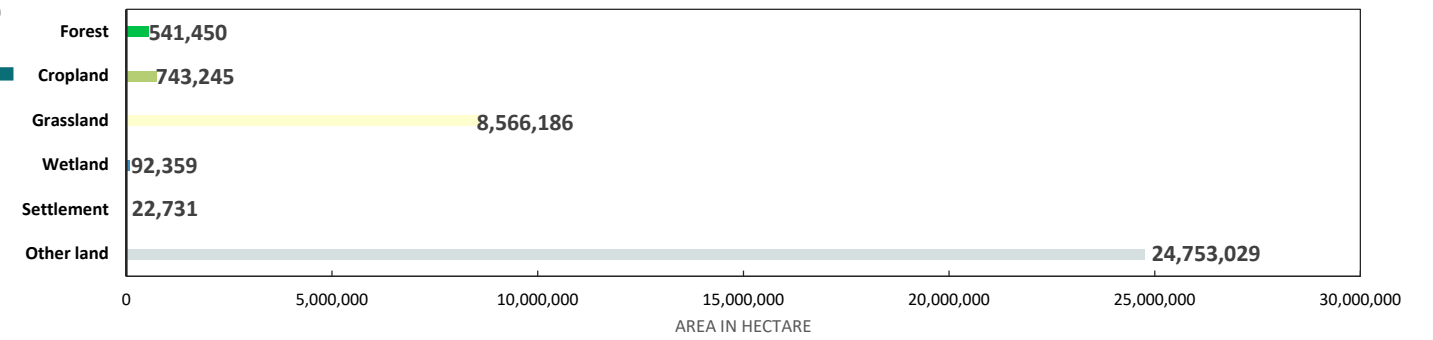 Forest 541,450
Cropland 743,245
Grassland 8,566,186
Wetland 92,359
Settlement 22,731
Other land 24,753,029
0 5,000,000 10,000,000 15,000,000 20,000,000 25,000,000 30,000,000
AREA IN HECTARE